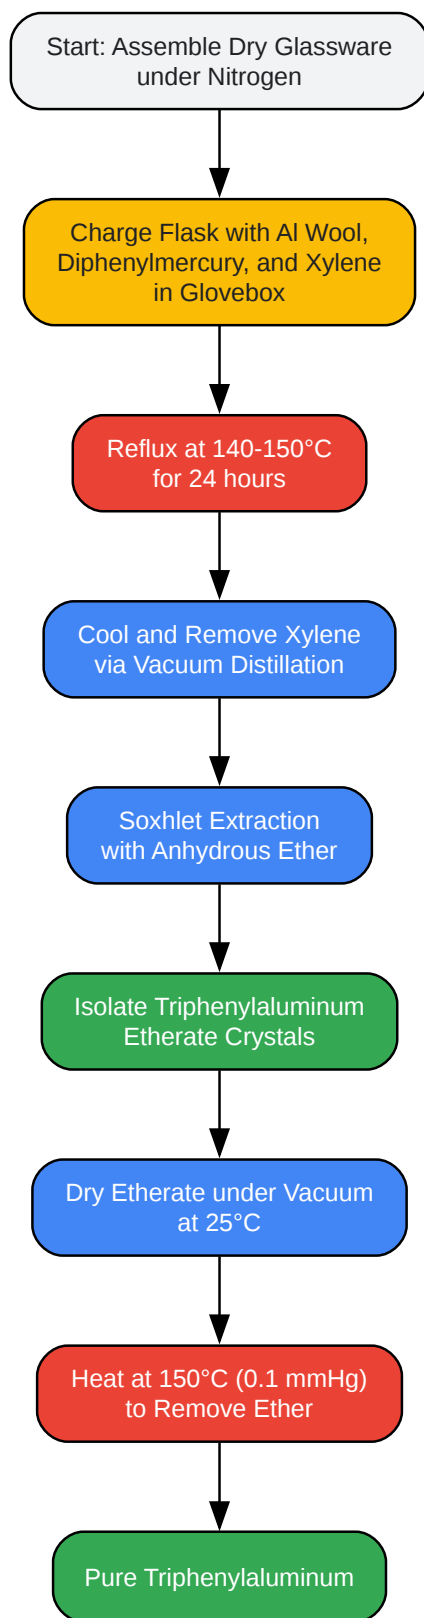 Start: Assemble Dry Glassware
under Nitrogen
Charge Flask with Al Wool,
Diphenylmercury, and Xylene
in Glovebox
Reflux at 140-150°C
for 24 hours
Cool and Remove Xylene
via Vacuum Distillation
Soxhlet Extraction
with Anhydrous Ether
Isolate Triphenylaluminum
Etherate Crystals
Dry Etherate under Vacuum
at 25°C
Heat at 150°C (0.1 mmHg)
to Remove Ether
Pure Triphenylaluminum